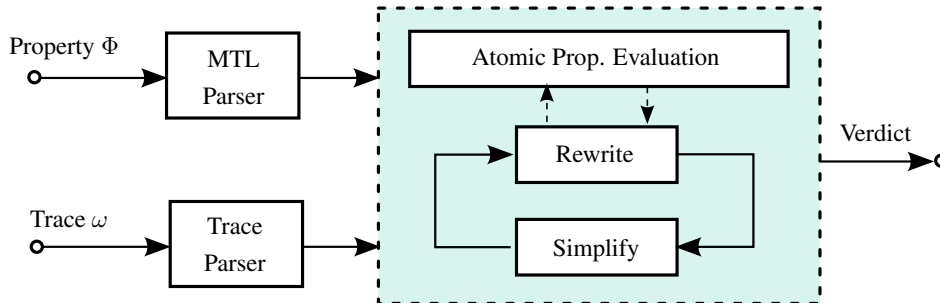 Property Φ
MTL
Parser
Atomic Prop. Evaluation
Rewrite
Verdict
Trace ω
Trace
Parser
Simplify